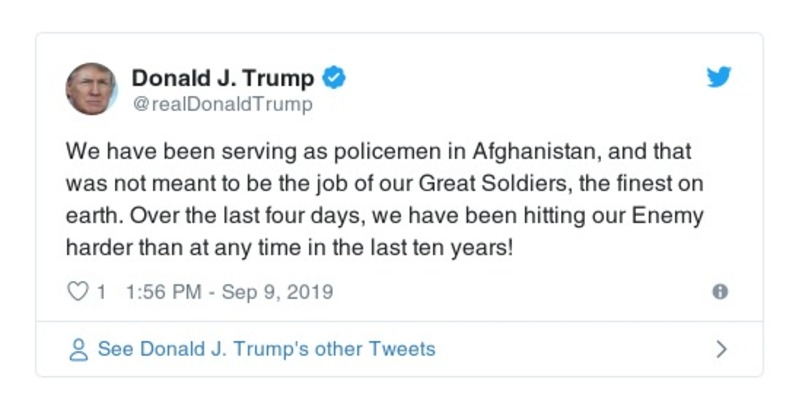 Donald J. Trump
@realDonaldTrump
We have been serving as policemen in Afghanistan, and that
was not meant to be the job of our Great Soldiers, the finest on
earth. Over the last four days, we have been hitting our Enemy
harder than at any time in the last ten years!
1 1:56 PM - Sep 9, 2019
See Donald J. Trump's other Tweets